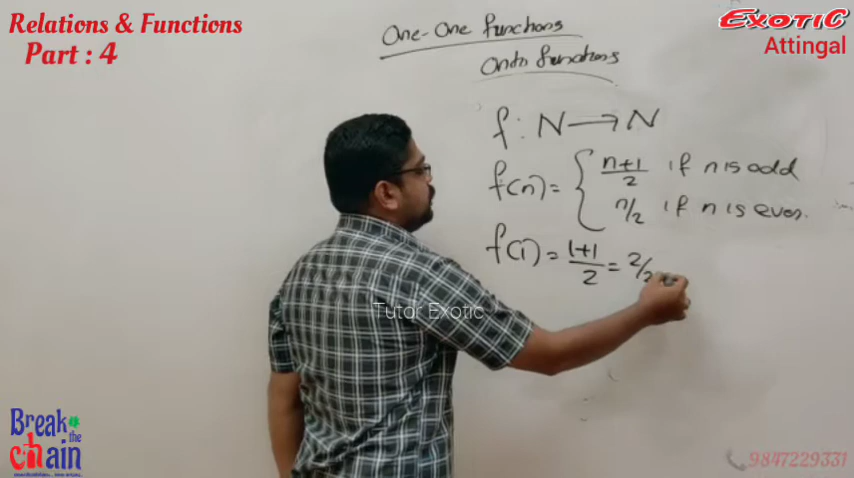 Relations & Functions
Part : 4
EXOTIC
Attingal
One-One functions
Onto functions
f : N → N
f(n) = { n+1/2 if n is odd
n/2 if n is even.
f(1) = 1+1/2 = 2/2
Tutor Exotic
Break
the
chain
9847229331